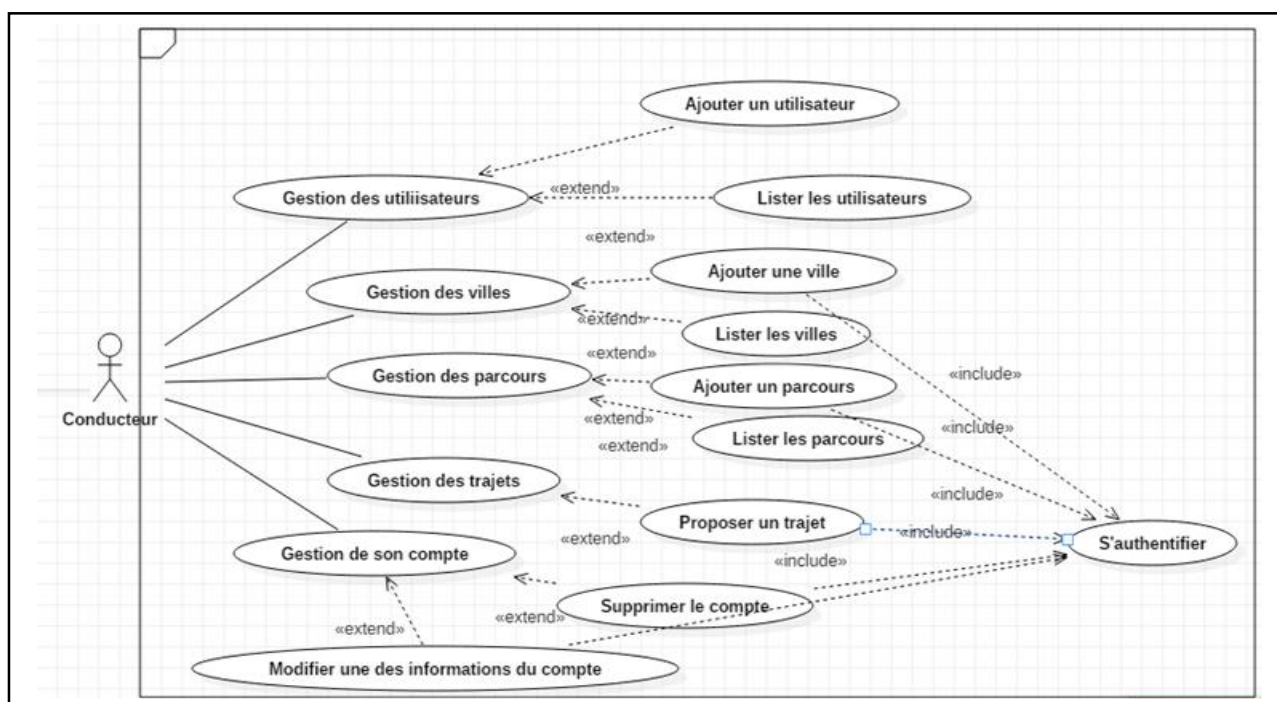 Ajouter un utilisateur
Gestion des utiliisateurs
«extend»
Lister les utilisateurs
«extend»
Ajouter une ville
Gestion des villes
«extend»
Lister les villes
«extend»
Gestion des parcours
Ajouter un parcours
«include»
«extend»
Lister les parcours
«include»
«extend»
Conducteur
Gestion des trajets
«include»
Proposer un trajet
«include»
S'authentifier
«extend»
Gestion de son compte
«include»
Supprimer le compte
«extend»
«extend»
Modifier une des informations du compte